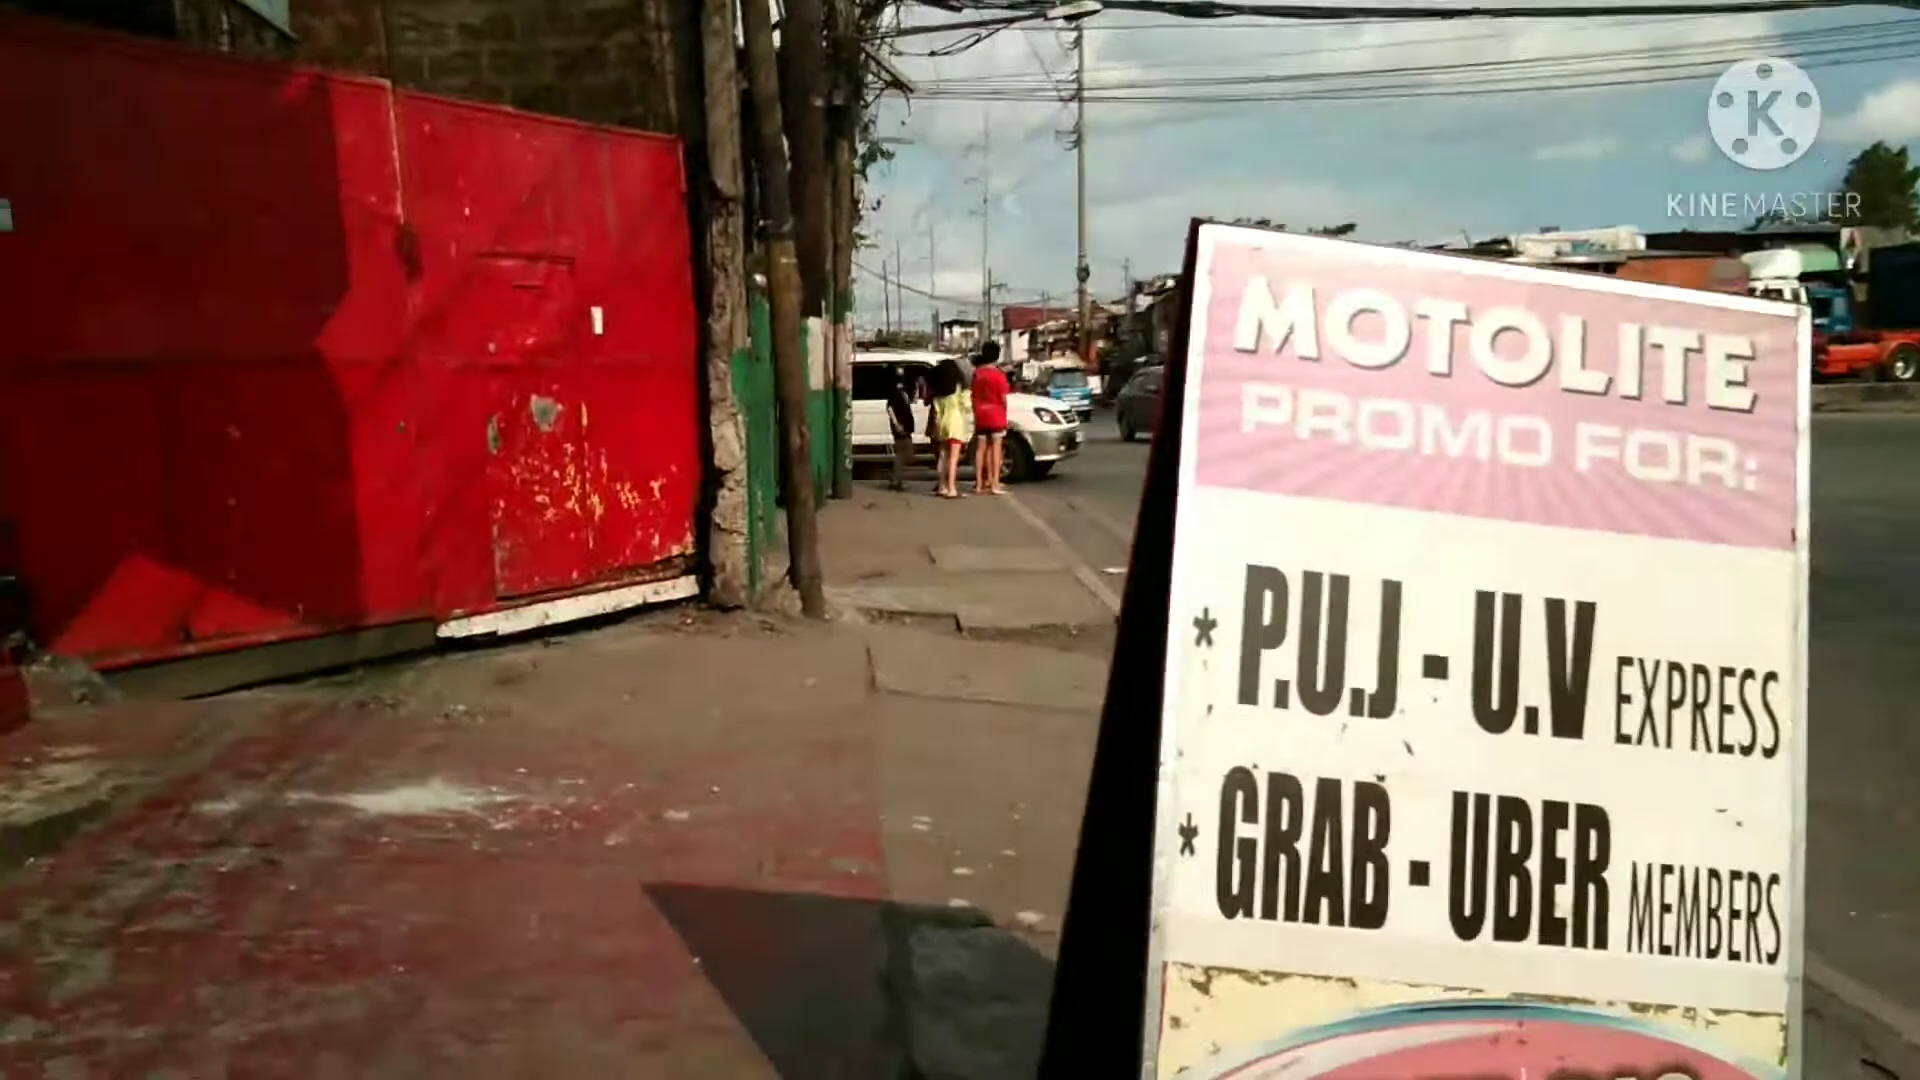 K
KINEMASTER
MOTOLITE
PROMO FOR:
* P.U.J - U.V EXPRESS
* GRAB - UBER MEMBERS